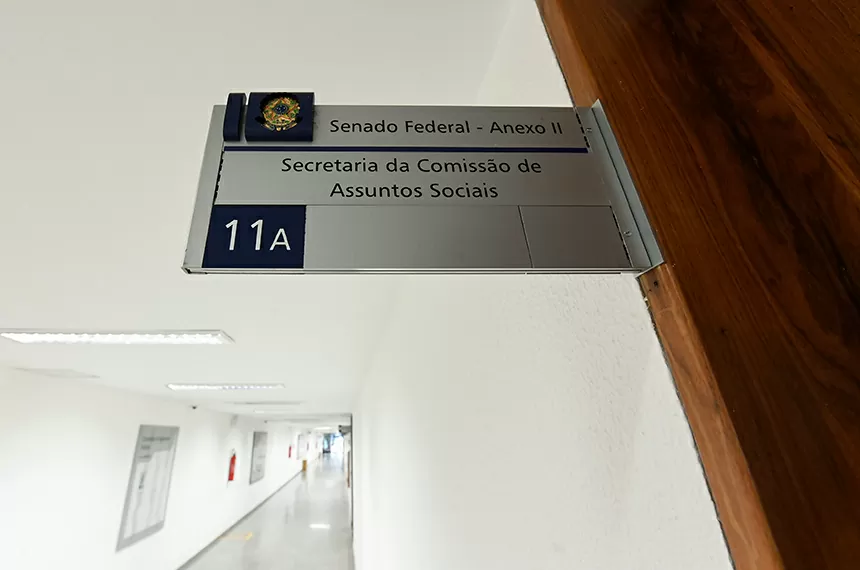 Senado Federal - Anexo II
Secretaria da Comissão de
Assuntos Sociais
11A